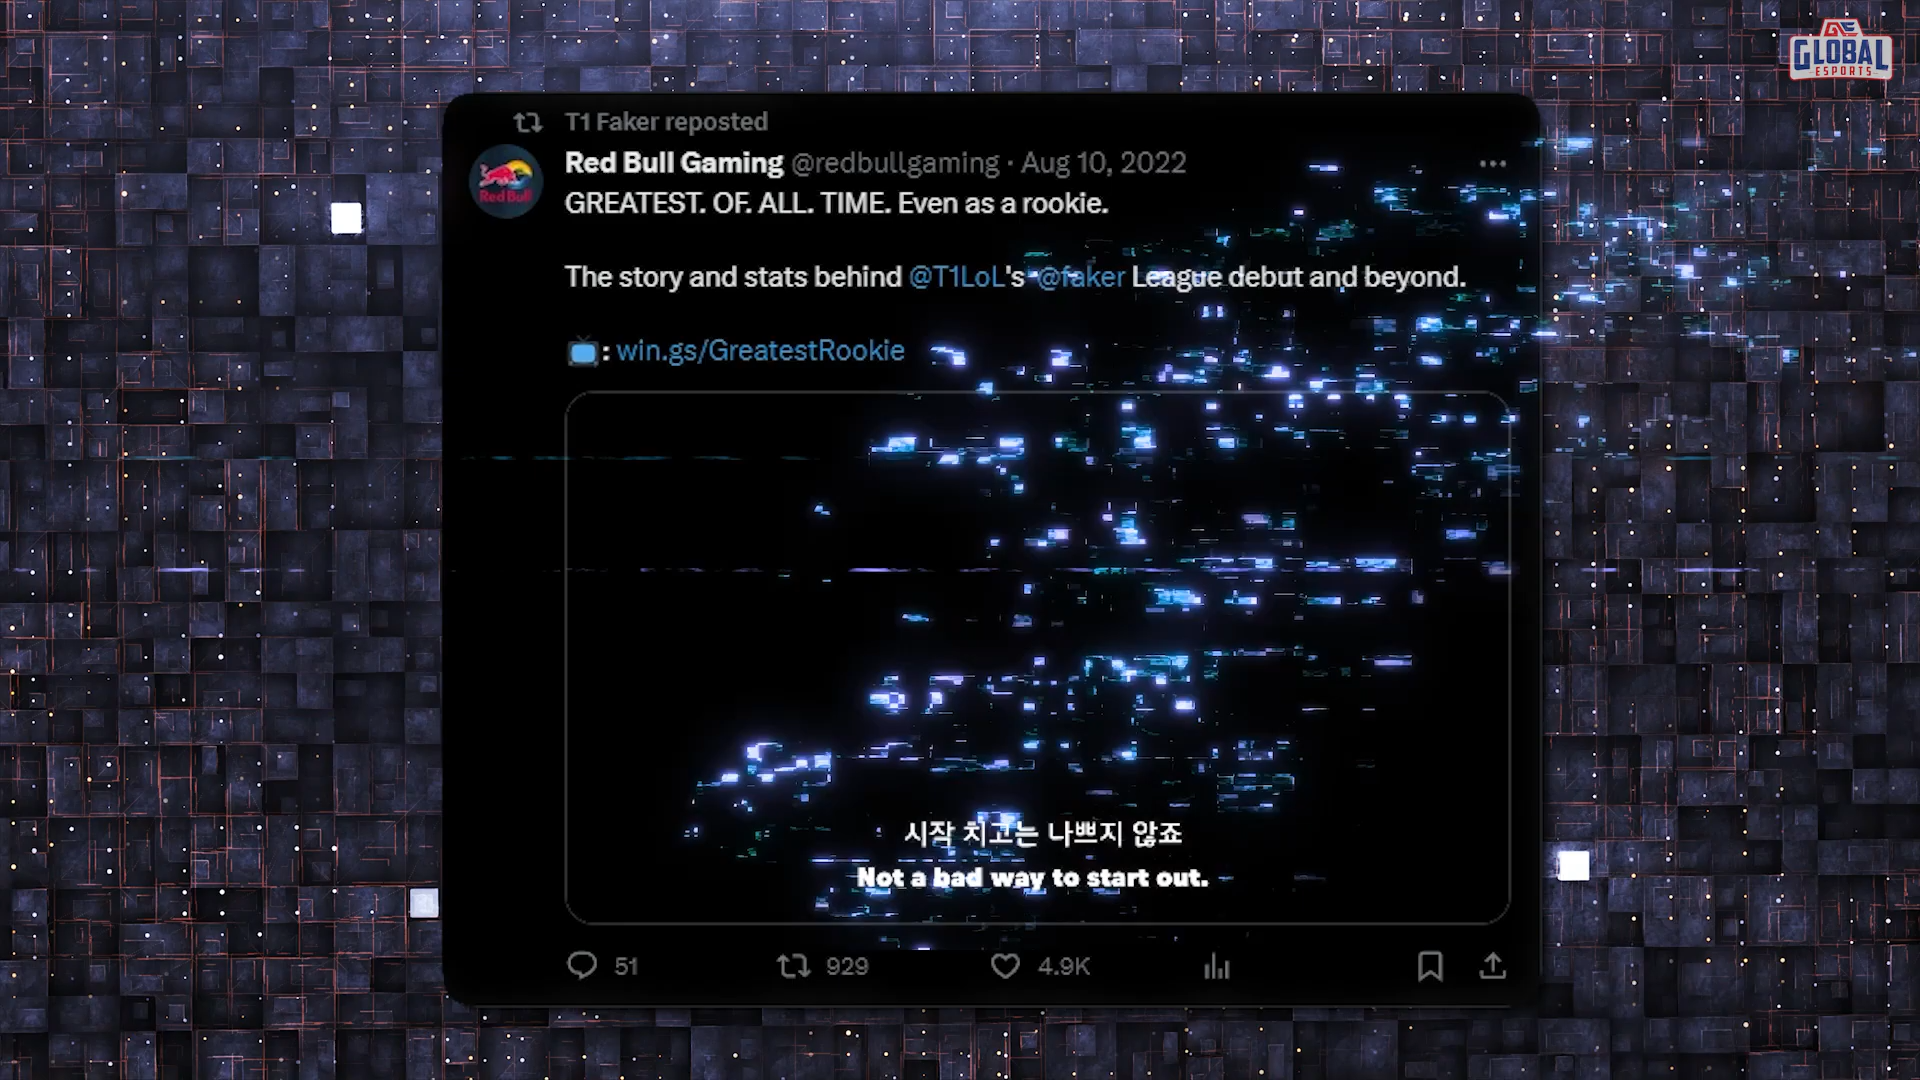 GLOBAL
ESPORTS
T1 Faker reposted
Red Bull Gaming @redbullgaming · Aug 10, 2022
Red Bull
GREATEST. OF. ALL. TIME. Even as a rookie.
The story and stats behind @T1LoL's @faker League debut and beyond.
: win.gs/GreatestRookie
시작 치고는 나쁘지 않죠
Not a bad way to start out.
51 929 4.9K